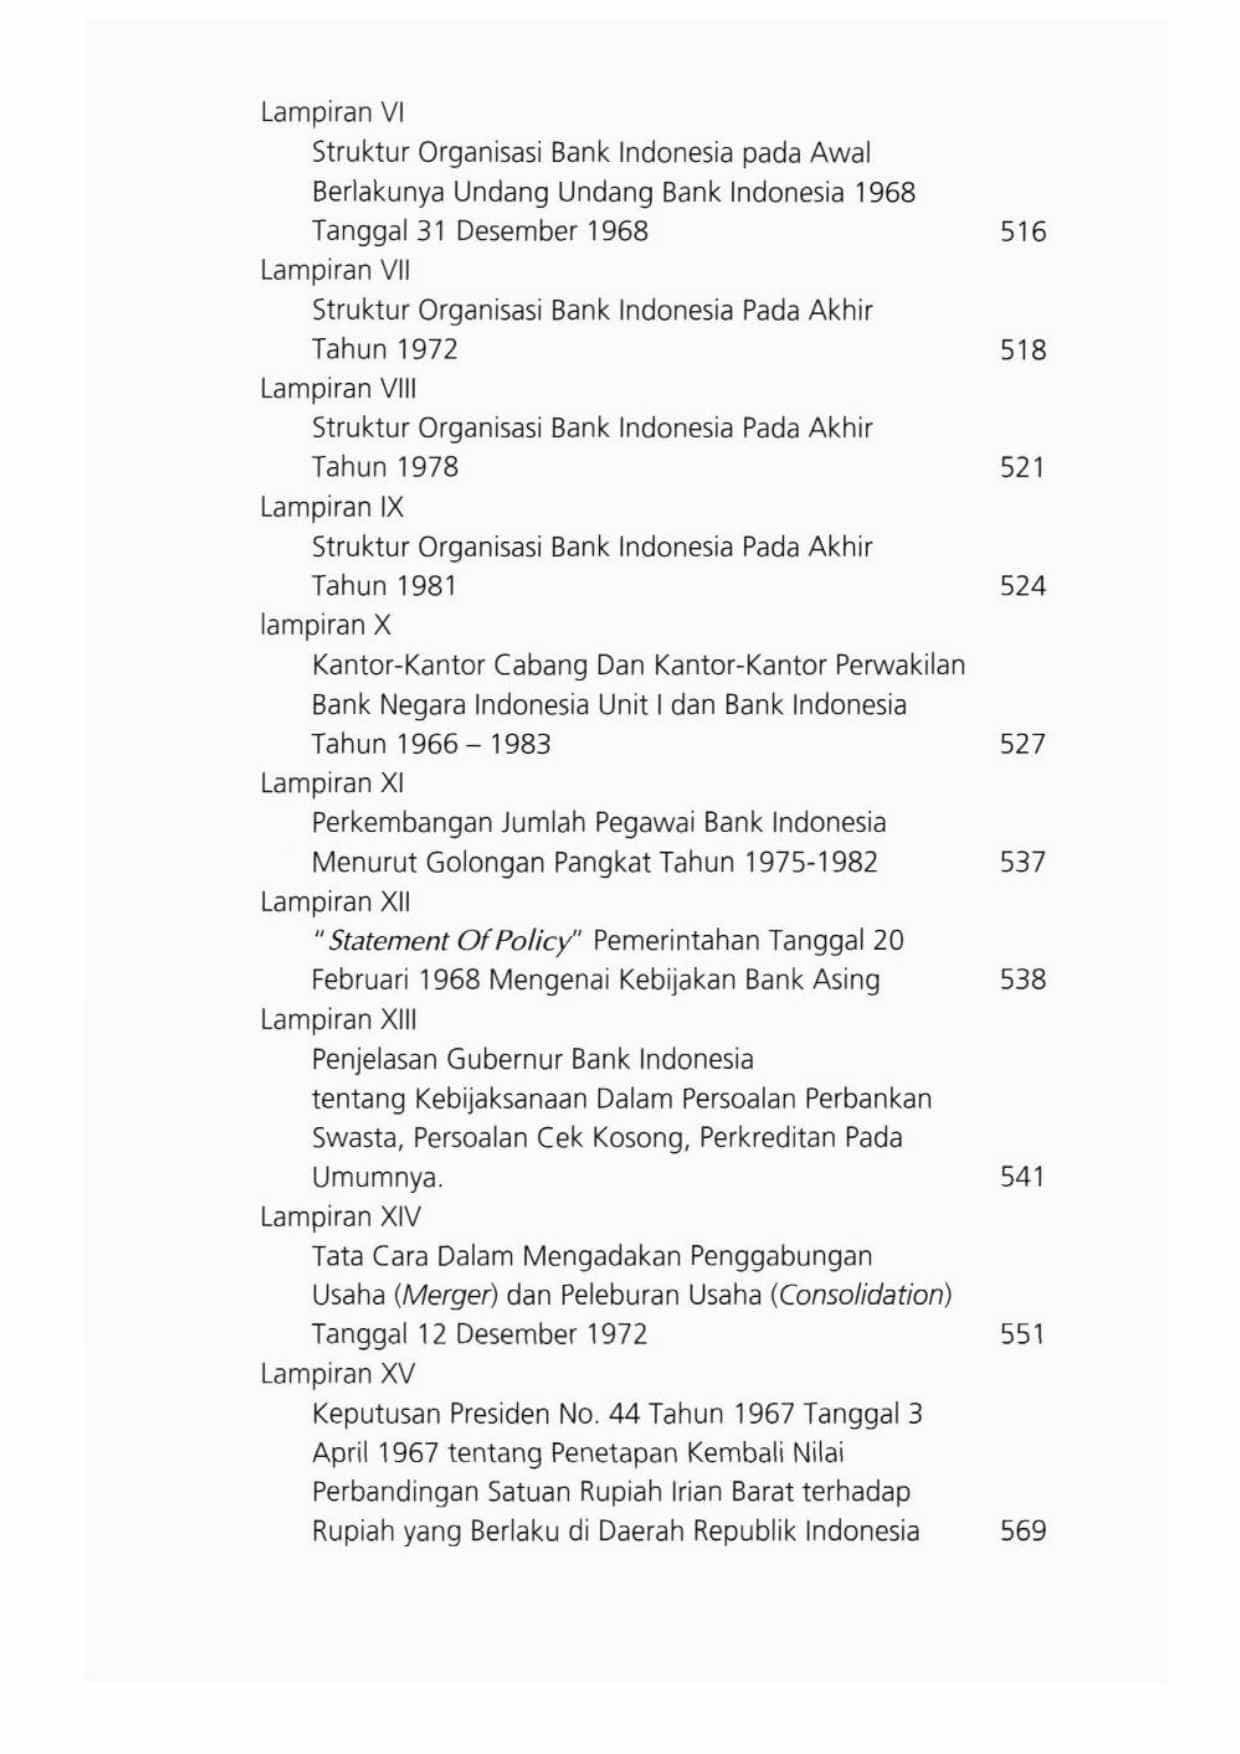 Lampiran VI
Struktur Organisasi Bank Indonesia pada Awal
Berlakunya Undang Undang Bank Indonesia 1968
Tanggal 31 Desember 1968 516
Lampiran VII
Struktur Organisasi Bank Indonesia Pada Akhir
Tahun 1972 518
Lampiran VIII
Struktur Organisasi Bank Indonesia Pada Akhir
Tahun 1978 521
Lampiran IX
Struktur Organisasi Bank Indonesia Pada Akhir
Tahun 1981 524
lampiran X
Kantor-Kantor Cabang Dan Kantor-Kantor Perwakilan
Bank Negara Indonesia Unit I dan Bank Indonesia
Tahun 1966 – 1983 527
Lampiran XI
Perkembangan Jumlah Pegawai Bank Indonesia
Menurut Golongan Pangkat Tahun 1975-1982 537
Lampiran XII
"Statement Of Policy" Pemerintahan Tanggal 20
Februari 1968 Mengenai Kebijakan Bank Asing 538
Lampiran XIII
Penjelasan Gubernur Bank Indonesia
tentang Kebijaksanaan Dalam Persoalan Perbankan
Swasta, Persoalan Cek Kosong, Perkreditan Pada
Umumnya. 541
Lampiran XIV
Tata Cara Dalam Mengadakan Penggabungan
Usaha (Merger) dan Peleburan Usaha (Consolidation)
Tanggal 12 Desember 1972 551
Lampiran XV
Keputusan Presiden No. 44 Tahun 1967 Tanggal 3
April 1967 tentang Penetapan Kembali Nilai
Perbandingan Satuan Rupiah Irian Barat terhadap
Rupiah yang Berlaku di Daerah Republik Indonesia 569